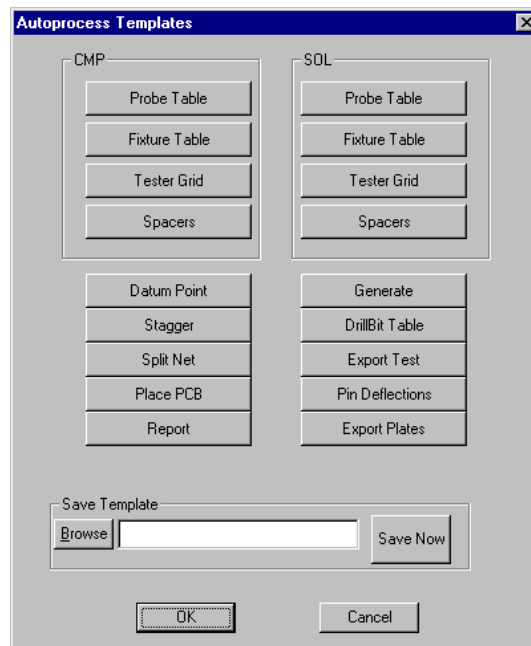 Autoprocess Templates
CMP
SOL
Probe Table
Probe Table
Fixture Table
Fixture Table
Tester Grid
Tester Grid
Spacers
Spacers
Datum Point
Generate
Stagger
DrillBit Table
Split Net
Export Test
Place PCB
Pin Deflections
Report
Export Plates
Save Template
Browse
Save Now
OK
Cancel